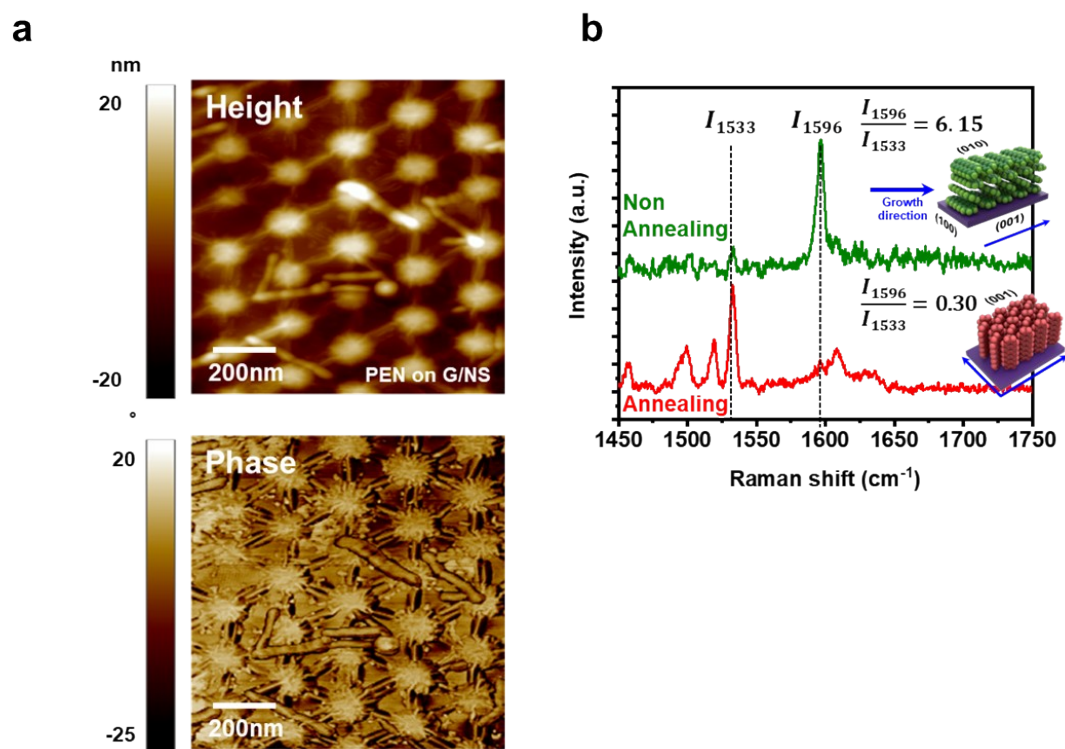 a
nm
20
-20
Height
200nm
PEN on G/NS
°
20
-25
Phase
200nm
b
I₁₅₃₃
I₁₅₉₆
I₁₅₉₆/I₁₅₃₃ = 6.15
(010)
Non
Annealing
Growth
direction
(100)
(001)
I₁₅₉₆/I₁₅₃₃ = 0.30
(001)
Annealing
Intensity (a.u.)
1450 1500 1550 1600 1650 1700 1750
Raman shift (cm⁻¹)